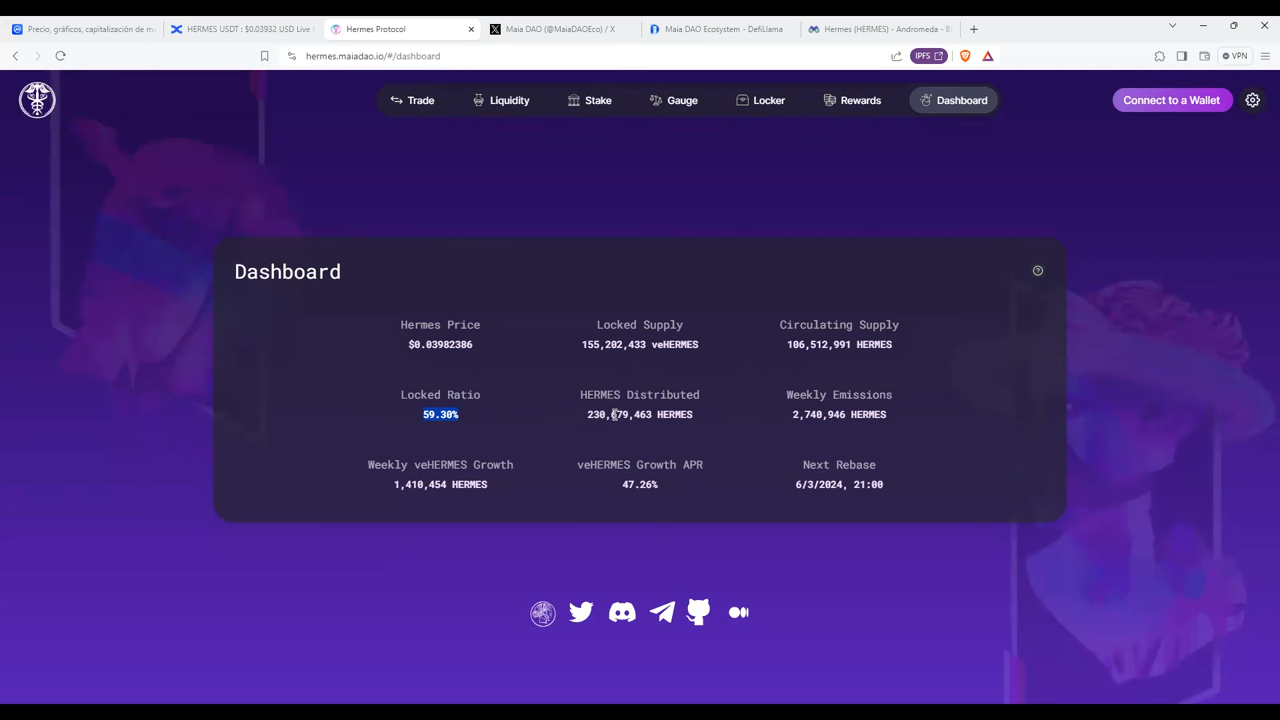 Precio, gráficos, capitalización de m
HERMES USDT : $0.03932 USD Live
Hermes Protocol
Maia DAO (@MaiaDAOEco) / X
Maia DAO Ecosystem - DefiLlama
Hermes (HERMES) - Andromeda -
hermes.maiadao.io/#/dashboard
IPFS
VPN
Trade
Liquidity
Stake
Gauge
Locker
Rewards
Dashboard
Connect to a Wallet
Dashboard
Hermes Price
Locked Supply
Circulating Supply
$0.03982386
155,202,433 veHERMES
106,512,991 HERMES
Locked Ratio
HERMES Distributed
Weekly Emissions
59.30%
HERMES
2,740,946 HERMES
Weekly veHERMES Growth
veHERMES Growth APR
Next Rebase
1,410,454 HERMES
47.26%
6/3/2024, 21:00